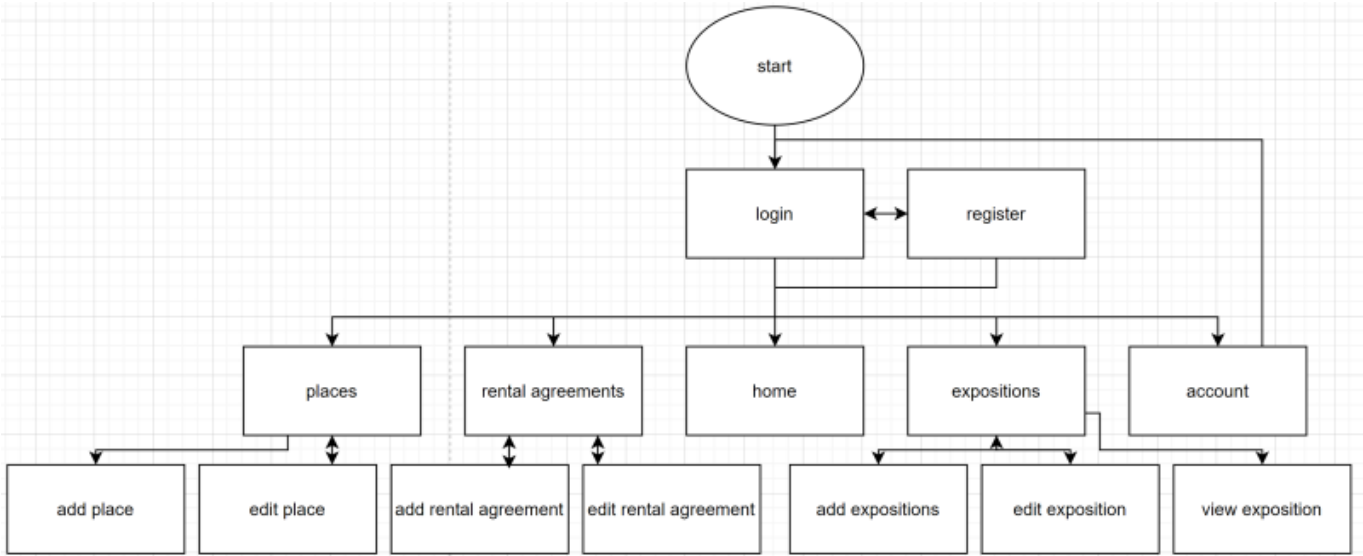 start
login
register
places
rental agreements
home
expositions
account
add place
edit place
add rental agreement
edit rental agreement
add expositions
edit exposition
view exposition